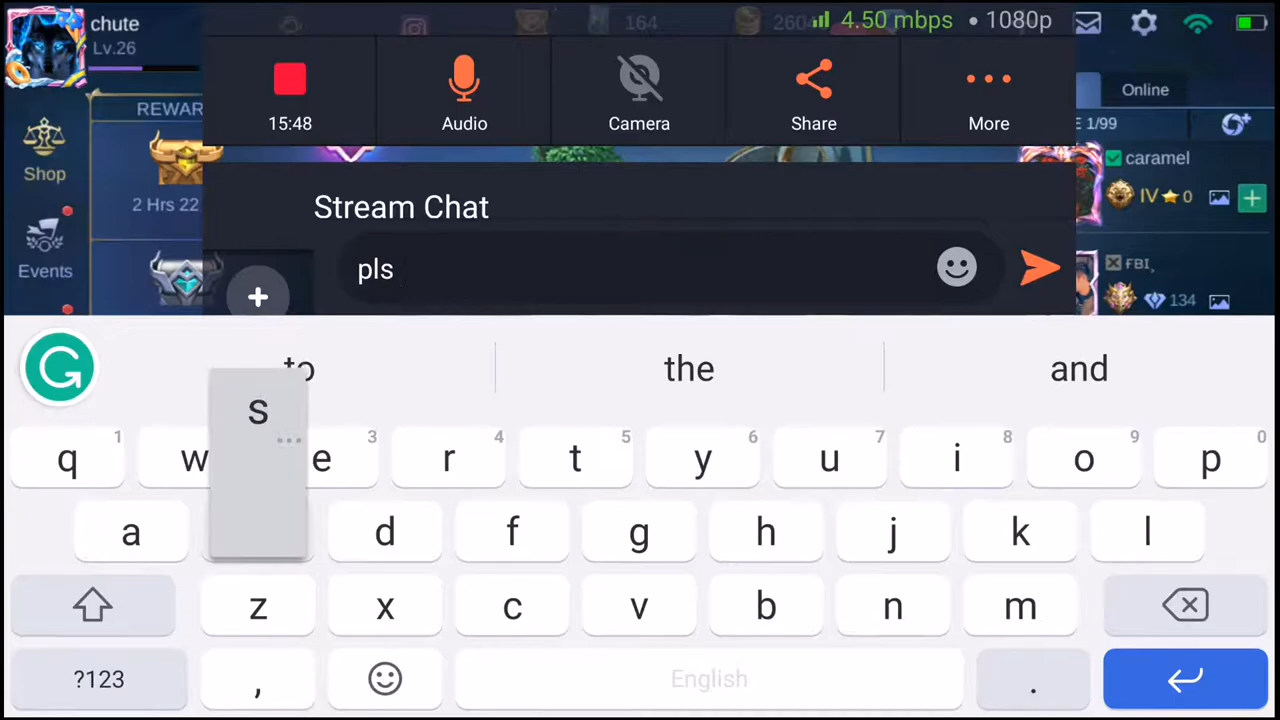 chute
Lv.26
164
2604
4.50 mbps • 1080p
Online
REWAR
15:48
Audio
Camera
Share
More
E 1/99
Shop
2 Hrs 22
caramel
IV 0
Stream Chat
Events
pls
FBI
134
to
the
and
s
q 1
w
e 3
r 4
t 5
y 6
u 7
i 8
o 9
p 0
a
d
f
g
h
j
k
l
z
x
c
v
b
n
m
?123
,
English
.